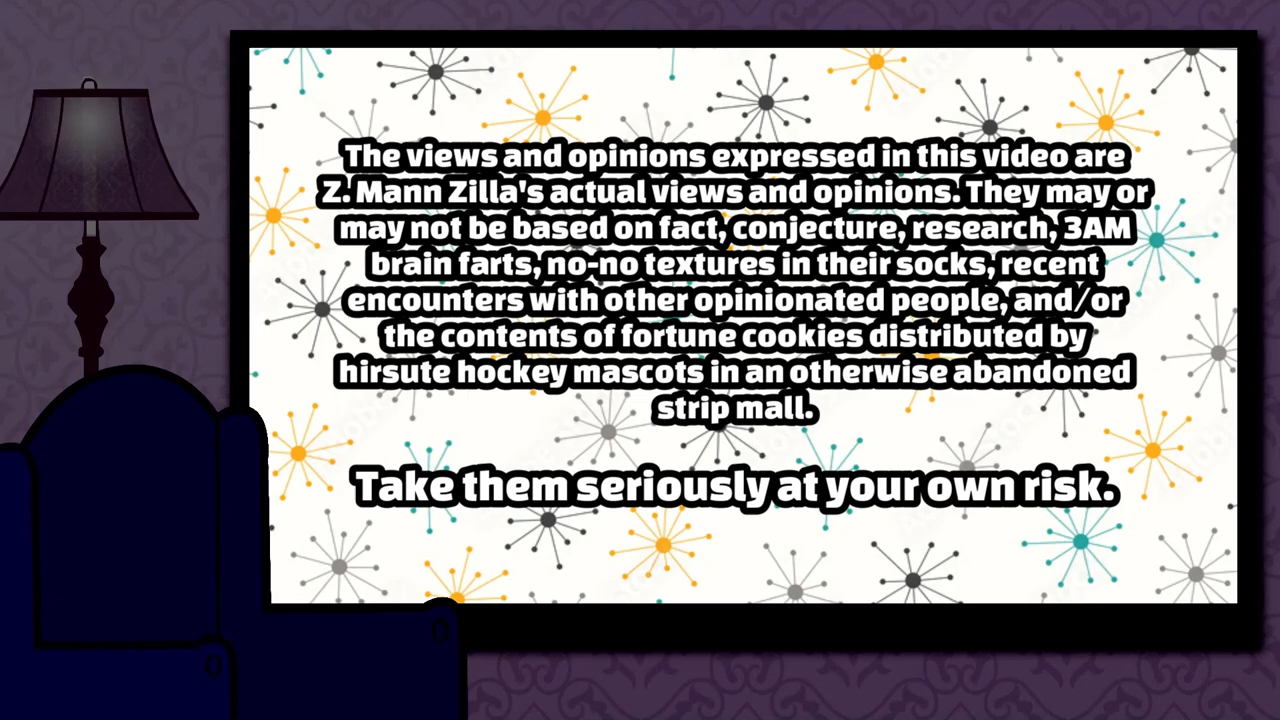 The views and opinions expressed in this video are
Z. Mann Zilla's actual views and opinions. They may or
may not be based on fact, conjecture, research, 3AM
brain farts, no-no textures in their socks, recent
encounters with other opinionated people, and/or
the contents of fortune cookies distributed by
hirsute hockey mascots in an otherwise abandoned
strip mall.
Take them seriously at your own risk.